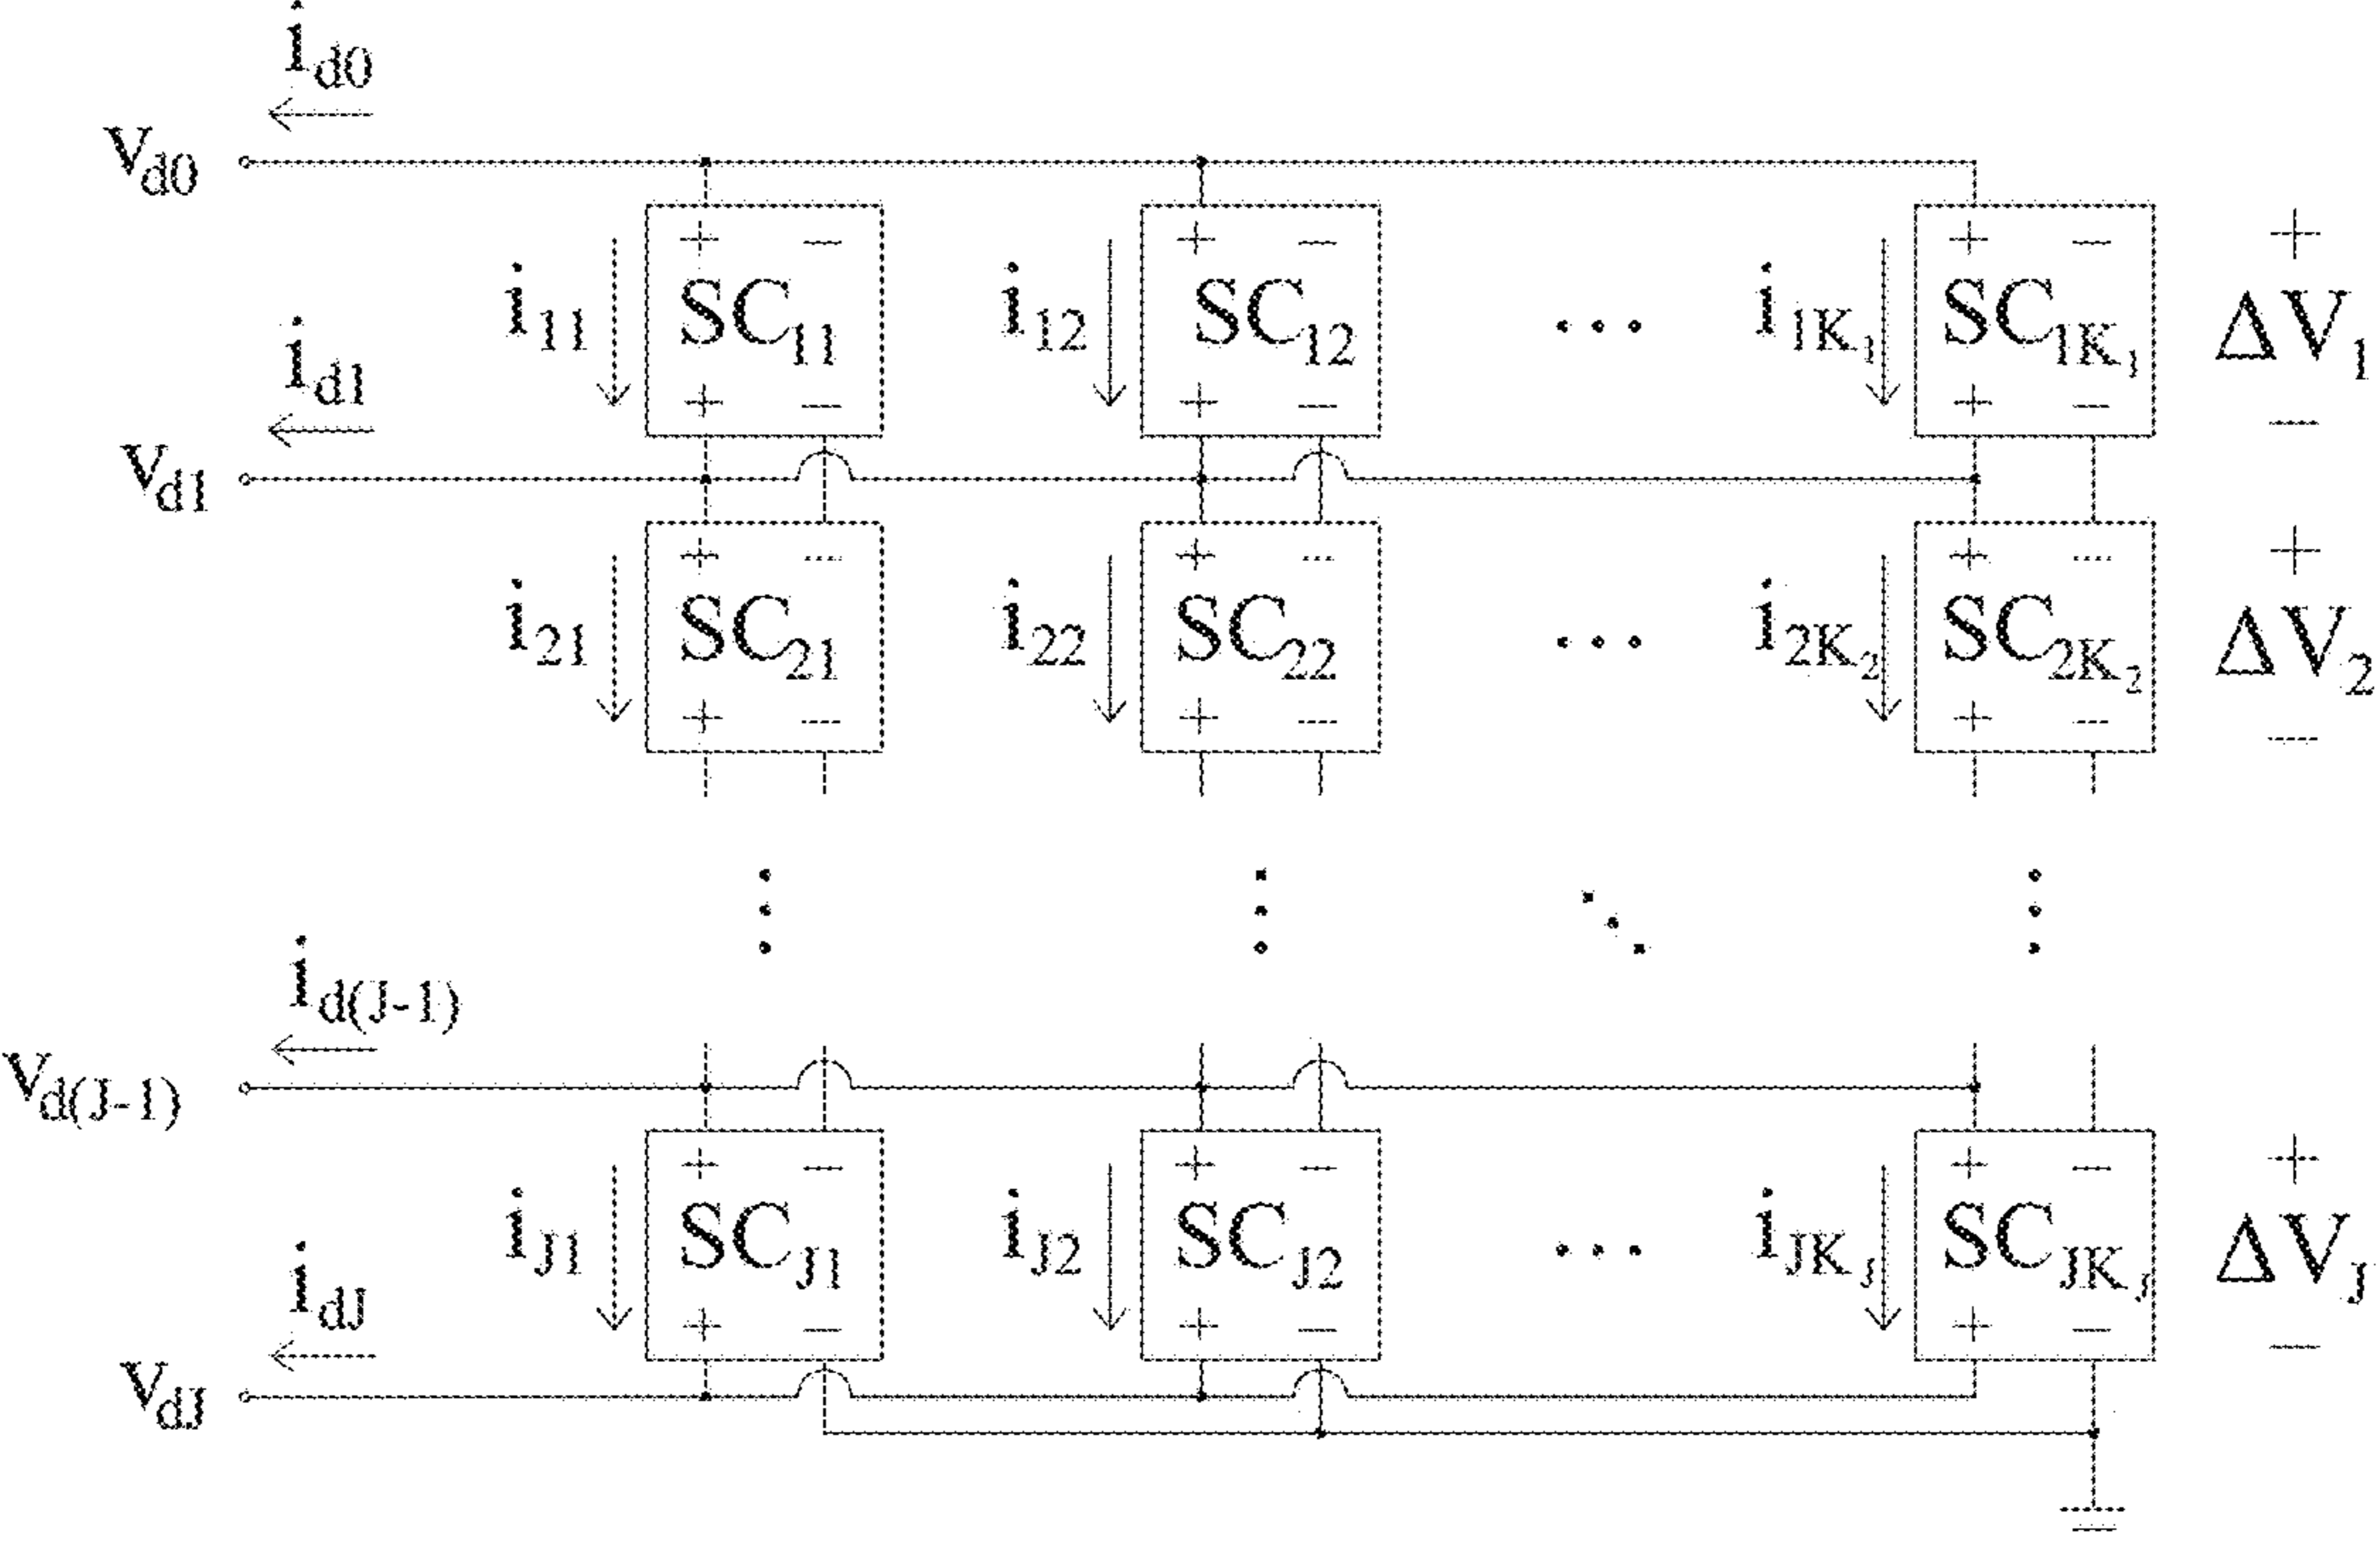 i_d0
V_d0
+ − + − + − +
i_11 SC_11 i_12 SC_12 ... i_1K_1 SC_1K_1 ΔV_1
+ − + − + − −
i_d1
V_d1
+ − + − + − +
i_21 SC_21 i_22 SC_22 ... i_2K_2 SC_2K_2 ΔV_2
+ − + − + − −
i_d(J-1)
V_d(J-1)
+ − + − + − +
i_J1 SC_J1 i_J2 SC_J2 ... i_JK_J SC_JK_J ΔV_J
+ − + − + − −
i_dJ
V_dJ